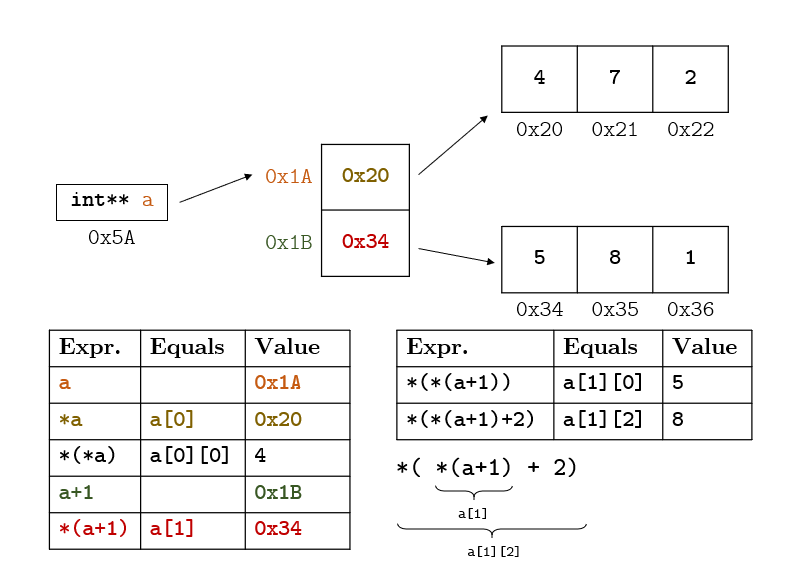 4 7 2
0x20 0x21 0x22
int** a
0x5A
0x1A 0x20
0x1B 0x34
5 8 1
0x34 0x35 0x36
Expr. Equals Value
a 0x1A
*a a[0] 0x20
*(*a) a[0][0] 4
a+1 0x1B
*(a+1) a[1] 0x34
Expr. Equals Value
*(*(a+1)) a[1][0] 5
*(*(a+1)+2) a[1][2] 8
*( *(a+1) + 2)
a[1]
a[1][2]